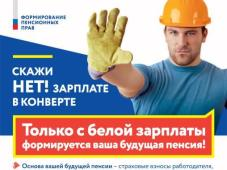 ФОРМИРОВАНИЕ
ПЕНСИОННЫХ
ПРАВ
СКАЖИ
НЕТ! ЗАРПЛАТЕ
В КОНВЕРТЕ
Только с белой зарплаты
формируется ваша будущая пенсия!
Основа вашей будущей пенсии – страховые взносы работодателя,